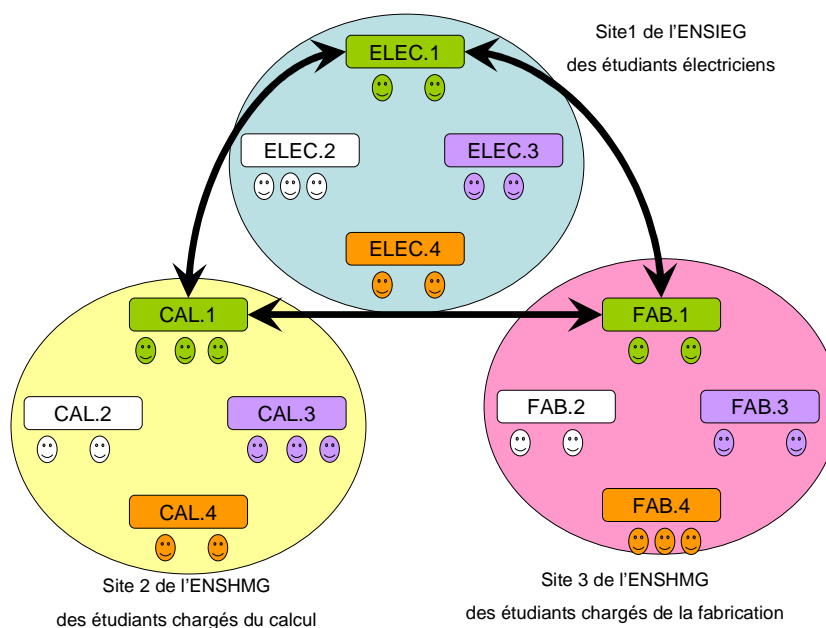 ELEC.1
Site1 de l'ENSIEG
des étudiants électriciens
ELEC.2
ELEC.3
ELEC.4
CAL.1
FAB.1
CAL.2
CAL.3
FAB.2
FAB.3
CAL.4
FAB.4
Site 2 de l'ENSHMG
des étudiants chargés du calcul
Site 3 de l'ENSHMG
des étudiants chargés de la fabrication